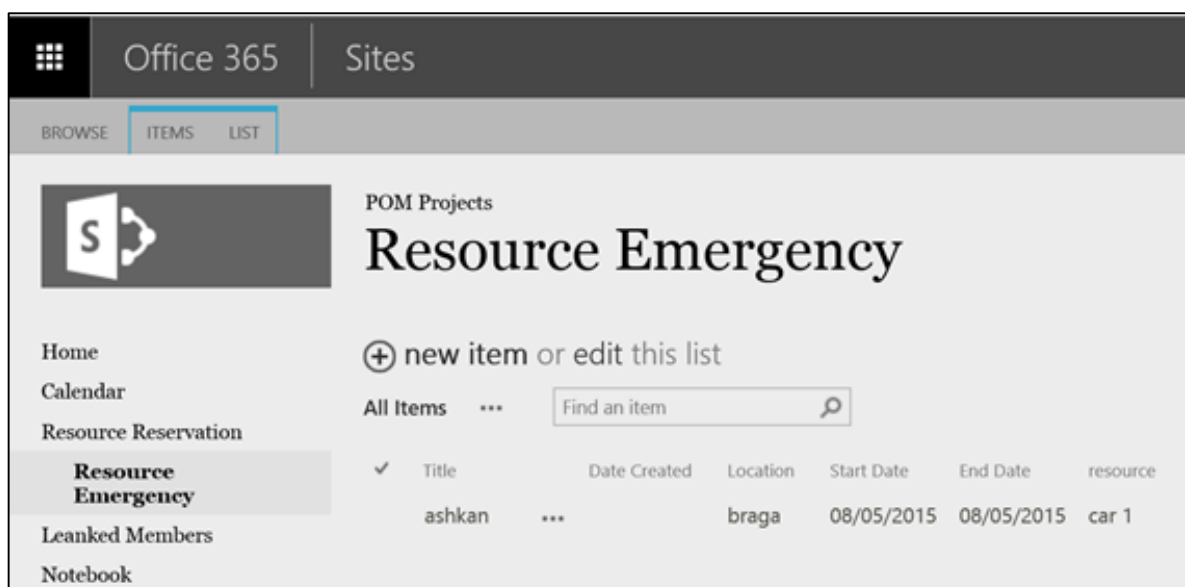 Office 365 Sites
BROWSE ITEMS LIST
S
POM Projects
Resource Emergency
Home
Calendar
Resource Reservation
Resource
Emergency
Leanked Members
Notebook
new item or edit this list
All Items ... Find an item
Title Date Created Location Start Date End Date resource
ashkan ... braga 08/05/2015 08/05/2015 car 1